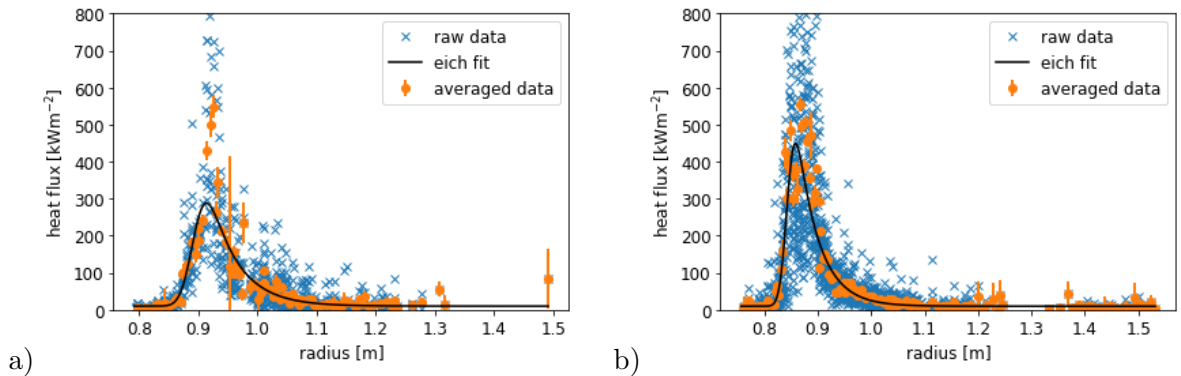 800
700
600
500
400
300
200
100
0
heat flux [kWm⁻²]
raw data
eich fit
averaged data
0.8 0.9 1.0 1.1 1.2 1.3 1.4 1.5
radius [m]
a)
800
700
600
500
400
300
200
100
0
heat flux [kWm⁻²]
raw data
eich fit
averaged data
0.8 0.9 1.0 1.1 1.2 1.3 1.4 1.5
radius [m]
b)